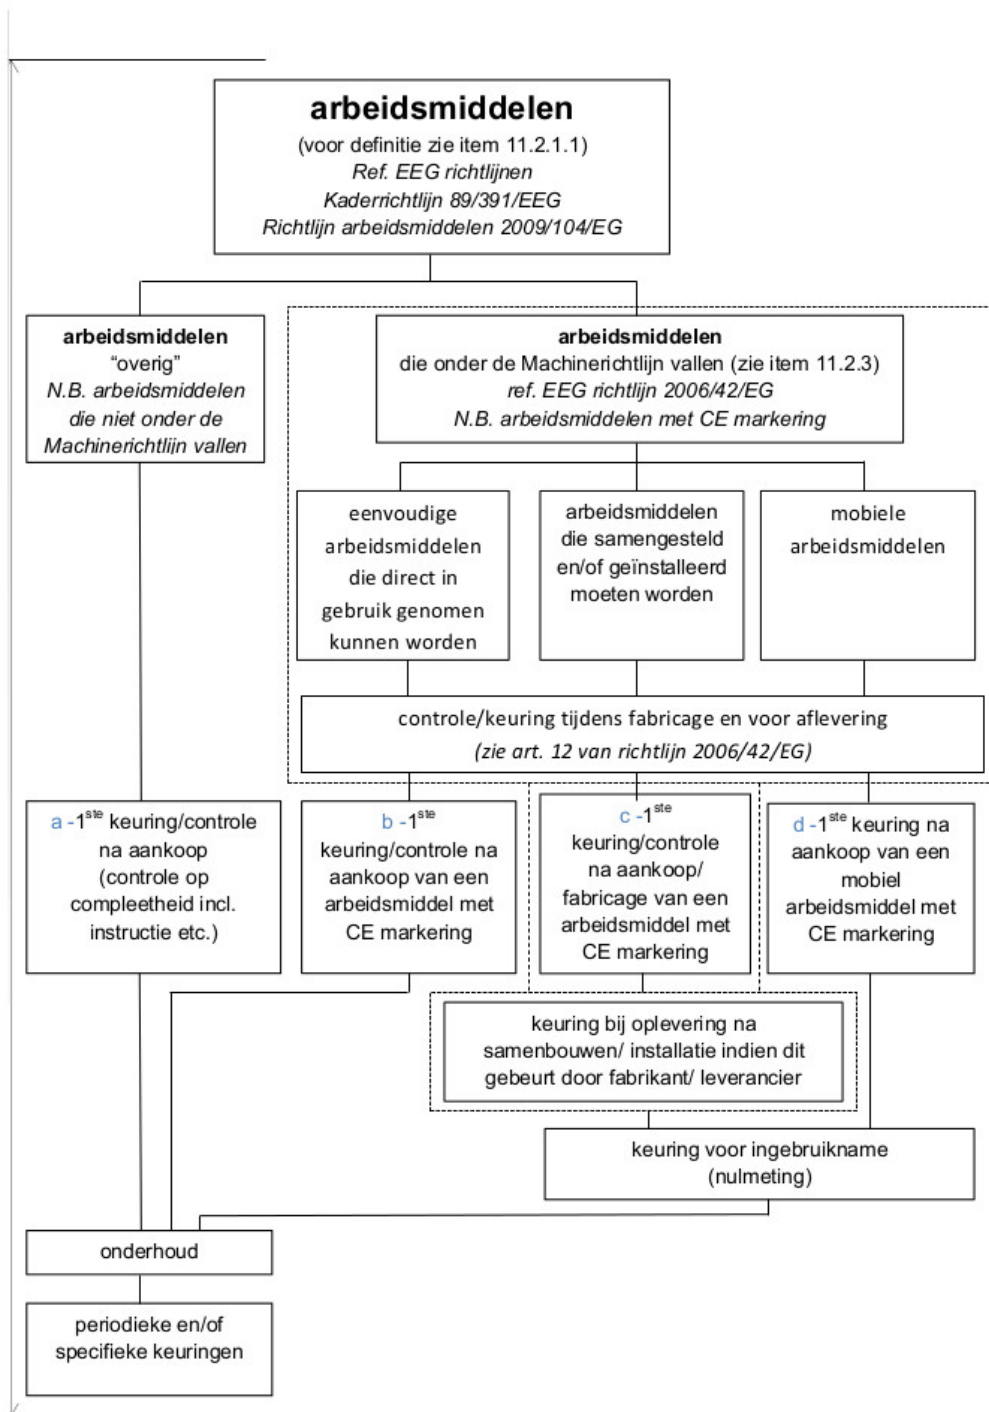 arbeidsmiddelen
(voor definitie zie item 11.2.1.1)
Ref. EEG richtlijnen
Kaderrichtlijn 89/391/EEG
Richtlijn arbeidsmiddelen 2009/104/EG
arbeidsmiddelen
“overig”
N.B. arbeidsmiddelen
die niet onder de
Machinerichtlijn vallen
arbeidsmiddelen
die onder de Machinerichtlijn vallen (zie item 11.2.3)
ref. EEG richtlijn 2006/42/EG
N.B. arbeidsmiddelen met CE markering
eenvoudige
arbeidsmiddelen
die direct in
gebruik genomen
kunnen worden
arbeidsmiddelen
die samengesteld
en/of geïnstalleerd
moeten worden
mobiele
arbeidsmiddelen
controle/keuring tijdens fabricage en voor aflevering
(zie art. 12 van richtlijn 2006/42/EG)
a -1ste keuring/controle
na aankoop
(controle op
compleetheid incl.
instructie etc.)
b -1ste
keuring/controle na
aankoop van een
arbeidsmiddel met
CE markering
c -1ste
keuring/controle
na aankoop/
fabricage van een
arbeidsmiddel met
CE markering
d -1ste keuring na
aankoop van een
mobiel
arbeidsmiddel met
CE markering
keuring bij oplevering na
samenbouwen/ installatie indien dit
gebeurt door fabrikant/ leverancier
keuring voor ingebruikname
(nulmeting)
onderhoud
periodieke en/of
specifieke keuringen